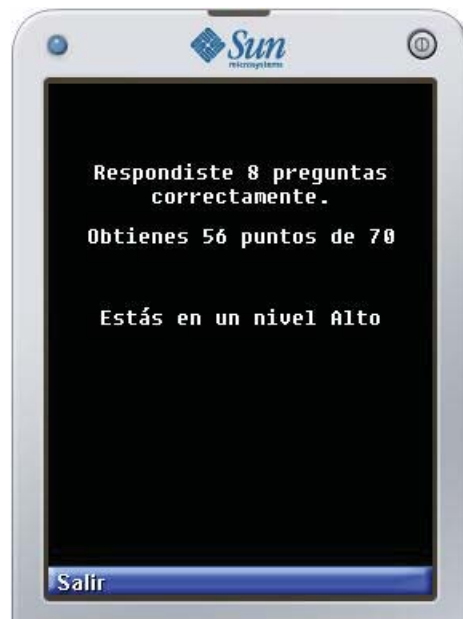 Sun
microsystems
Respondiste 8 preguntas
correctamente.
Obtienes 56 puntos de 70
Estás en un nivel Alto
Salir